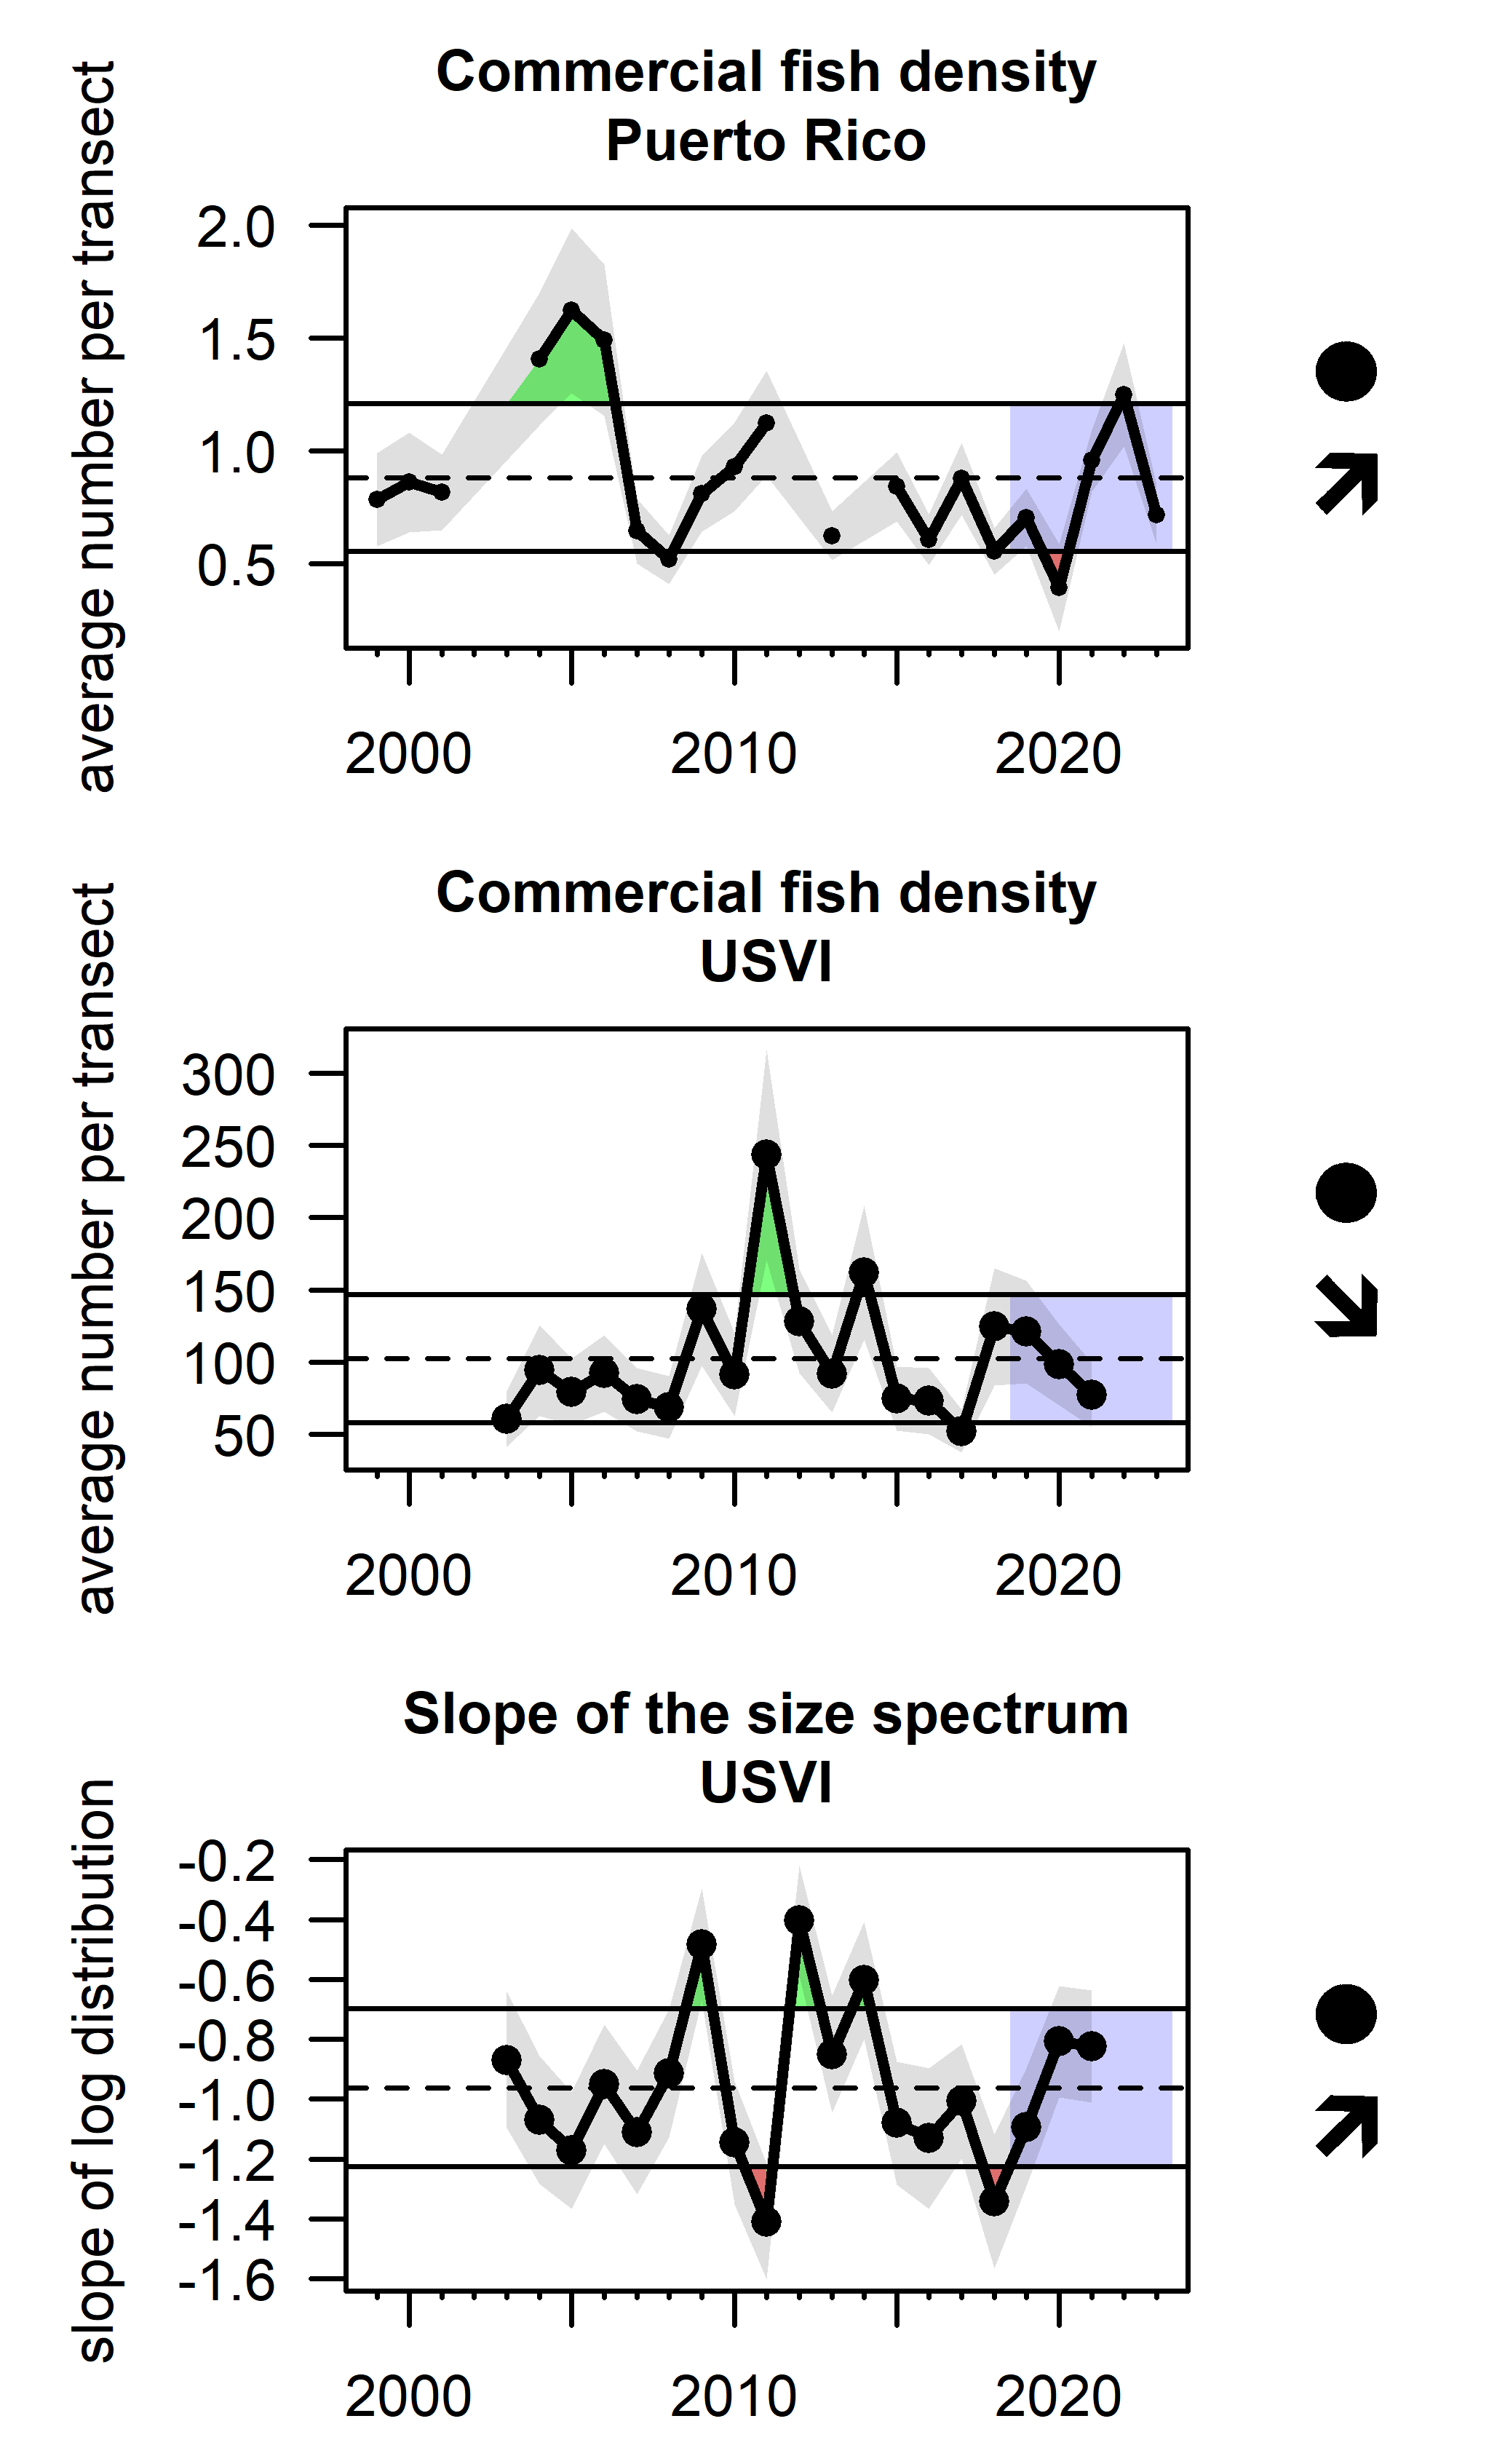 Commercial fish density
Puerto Rico
average number per transect
2.0
1.5
1.0
0.5
2000 2010 2020
Commercial fish density
USVI
average number per transect
300
250
200
150
100
50
2000 2010 2020
Slope of the size spectrum
USVI
slope of log distribution
-0.2
-0.4
-0.6
-0.8
-1.0
-1.2
-1.4
-1.6
2000 2010 2020